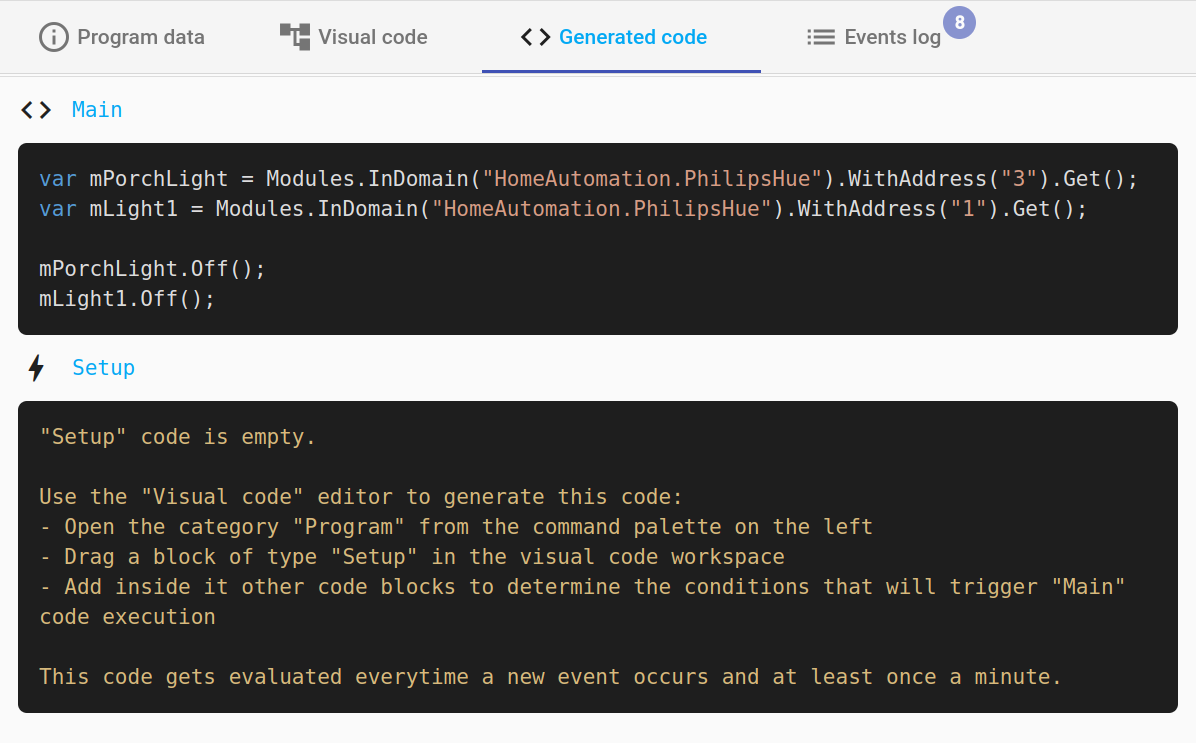 Program data Visual code Generated code Events log 8
Main
var mPorchLight = Modules.InDomain("HomeAutomation.PhilipsHue").WithAddress("3").Get();
var mLight1 = Modules.InDomain("HomeAutomation.PhilipsHue").WithAddress("1").Get();
mPorchLight.Off();
mLight1.Off();
Setup
"Setup" code is empty.
Use the "Visual code" editor to generate this code:
- Open the category "Program" from the command palette on the left
- Drag a block of type "Setup" in the visual code workspace
- Add inside it other code blocks to determine the conditions that will trigger "Main"
code execution
This code gets evaluated everytime a new event occurs and at least once a minute.